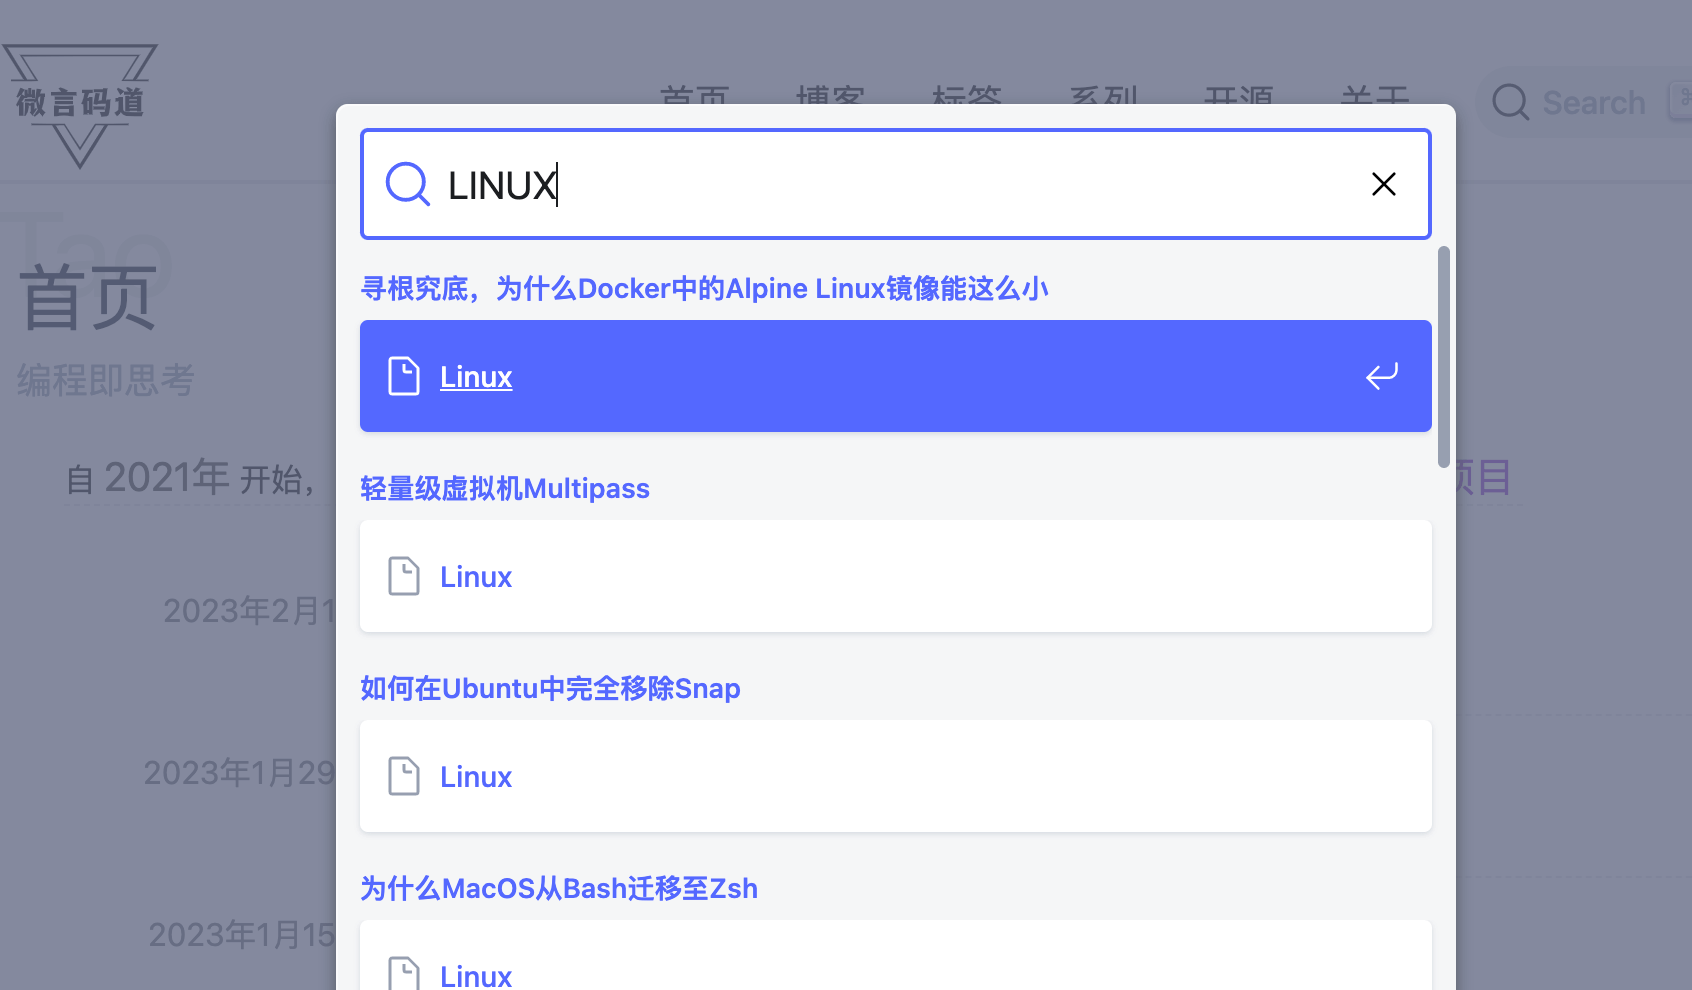 微言码道
首页 博客 标签 系列 开源 关于
Search
LINUX
Tao
首页
编程即思考
自 2021年 开始,
项目
2023年2月1
2023年1月29
2023年1月15
寻根究底，为什么Docker中的Alpine Linux镜像能这么小
Linux
轻量级虚拟机Multipass
Linux
如何在Ubuntu中完全移除Snap
Linux
为什么MacOS从Bash迁移至Zsh
Linux